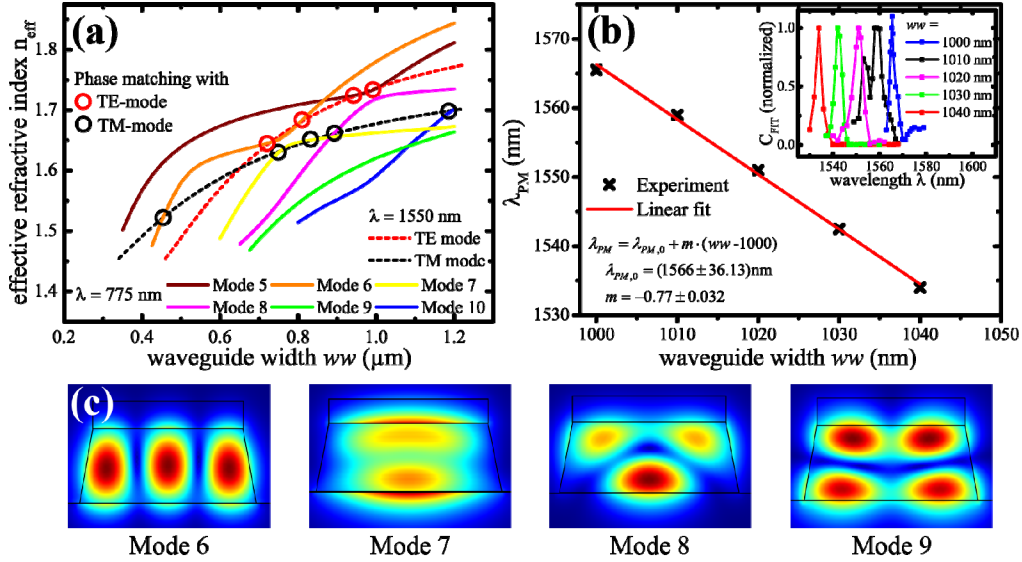 (a)
effective refractive index n_eff
1.8
1.7
1.6
1.5
1.4
Phase matching with
TE-mode
TM-mode
λ = 1550 nm
TE mode
TM mode
λ = 775 nm
Mode 5
Mode 6
Mode 7
Mode 8
Mode 9
Mode 10
0.2
0.4
0.6
0.8
1.0
1.2
waveguide width ww (μm)
(b)
λ_PM (nm)
1570
1560
1550
1540
1530
Experiment
Linear fit
λ_PM = λ_PM,0 + m·(ww -1000)
λ_PM,0 = (1566 ± 36.13)nm
m = −0.77 ± 0.032
1000
1010
1020
1030
1040
1050
waveguide width ww (nm)
C_FIT (normalized)
1.0
0.5
0.0
ww =
1000 nm
1010 nm
1020 nm
1030 nm
1040 nm
1540
1560
1580
1600
wavelength λ (nm)
(c)
Mode 6
Mode 7
Mode 8
Mode 9